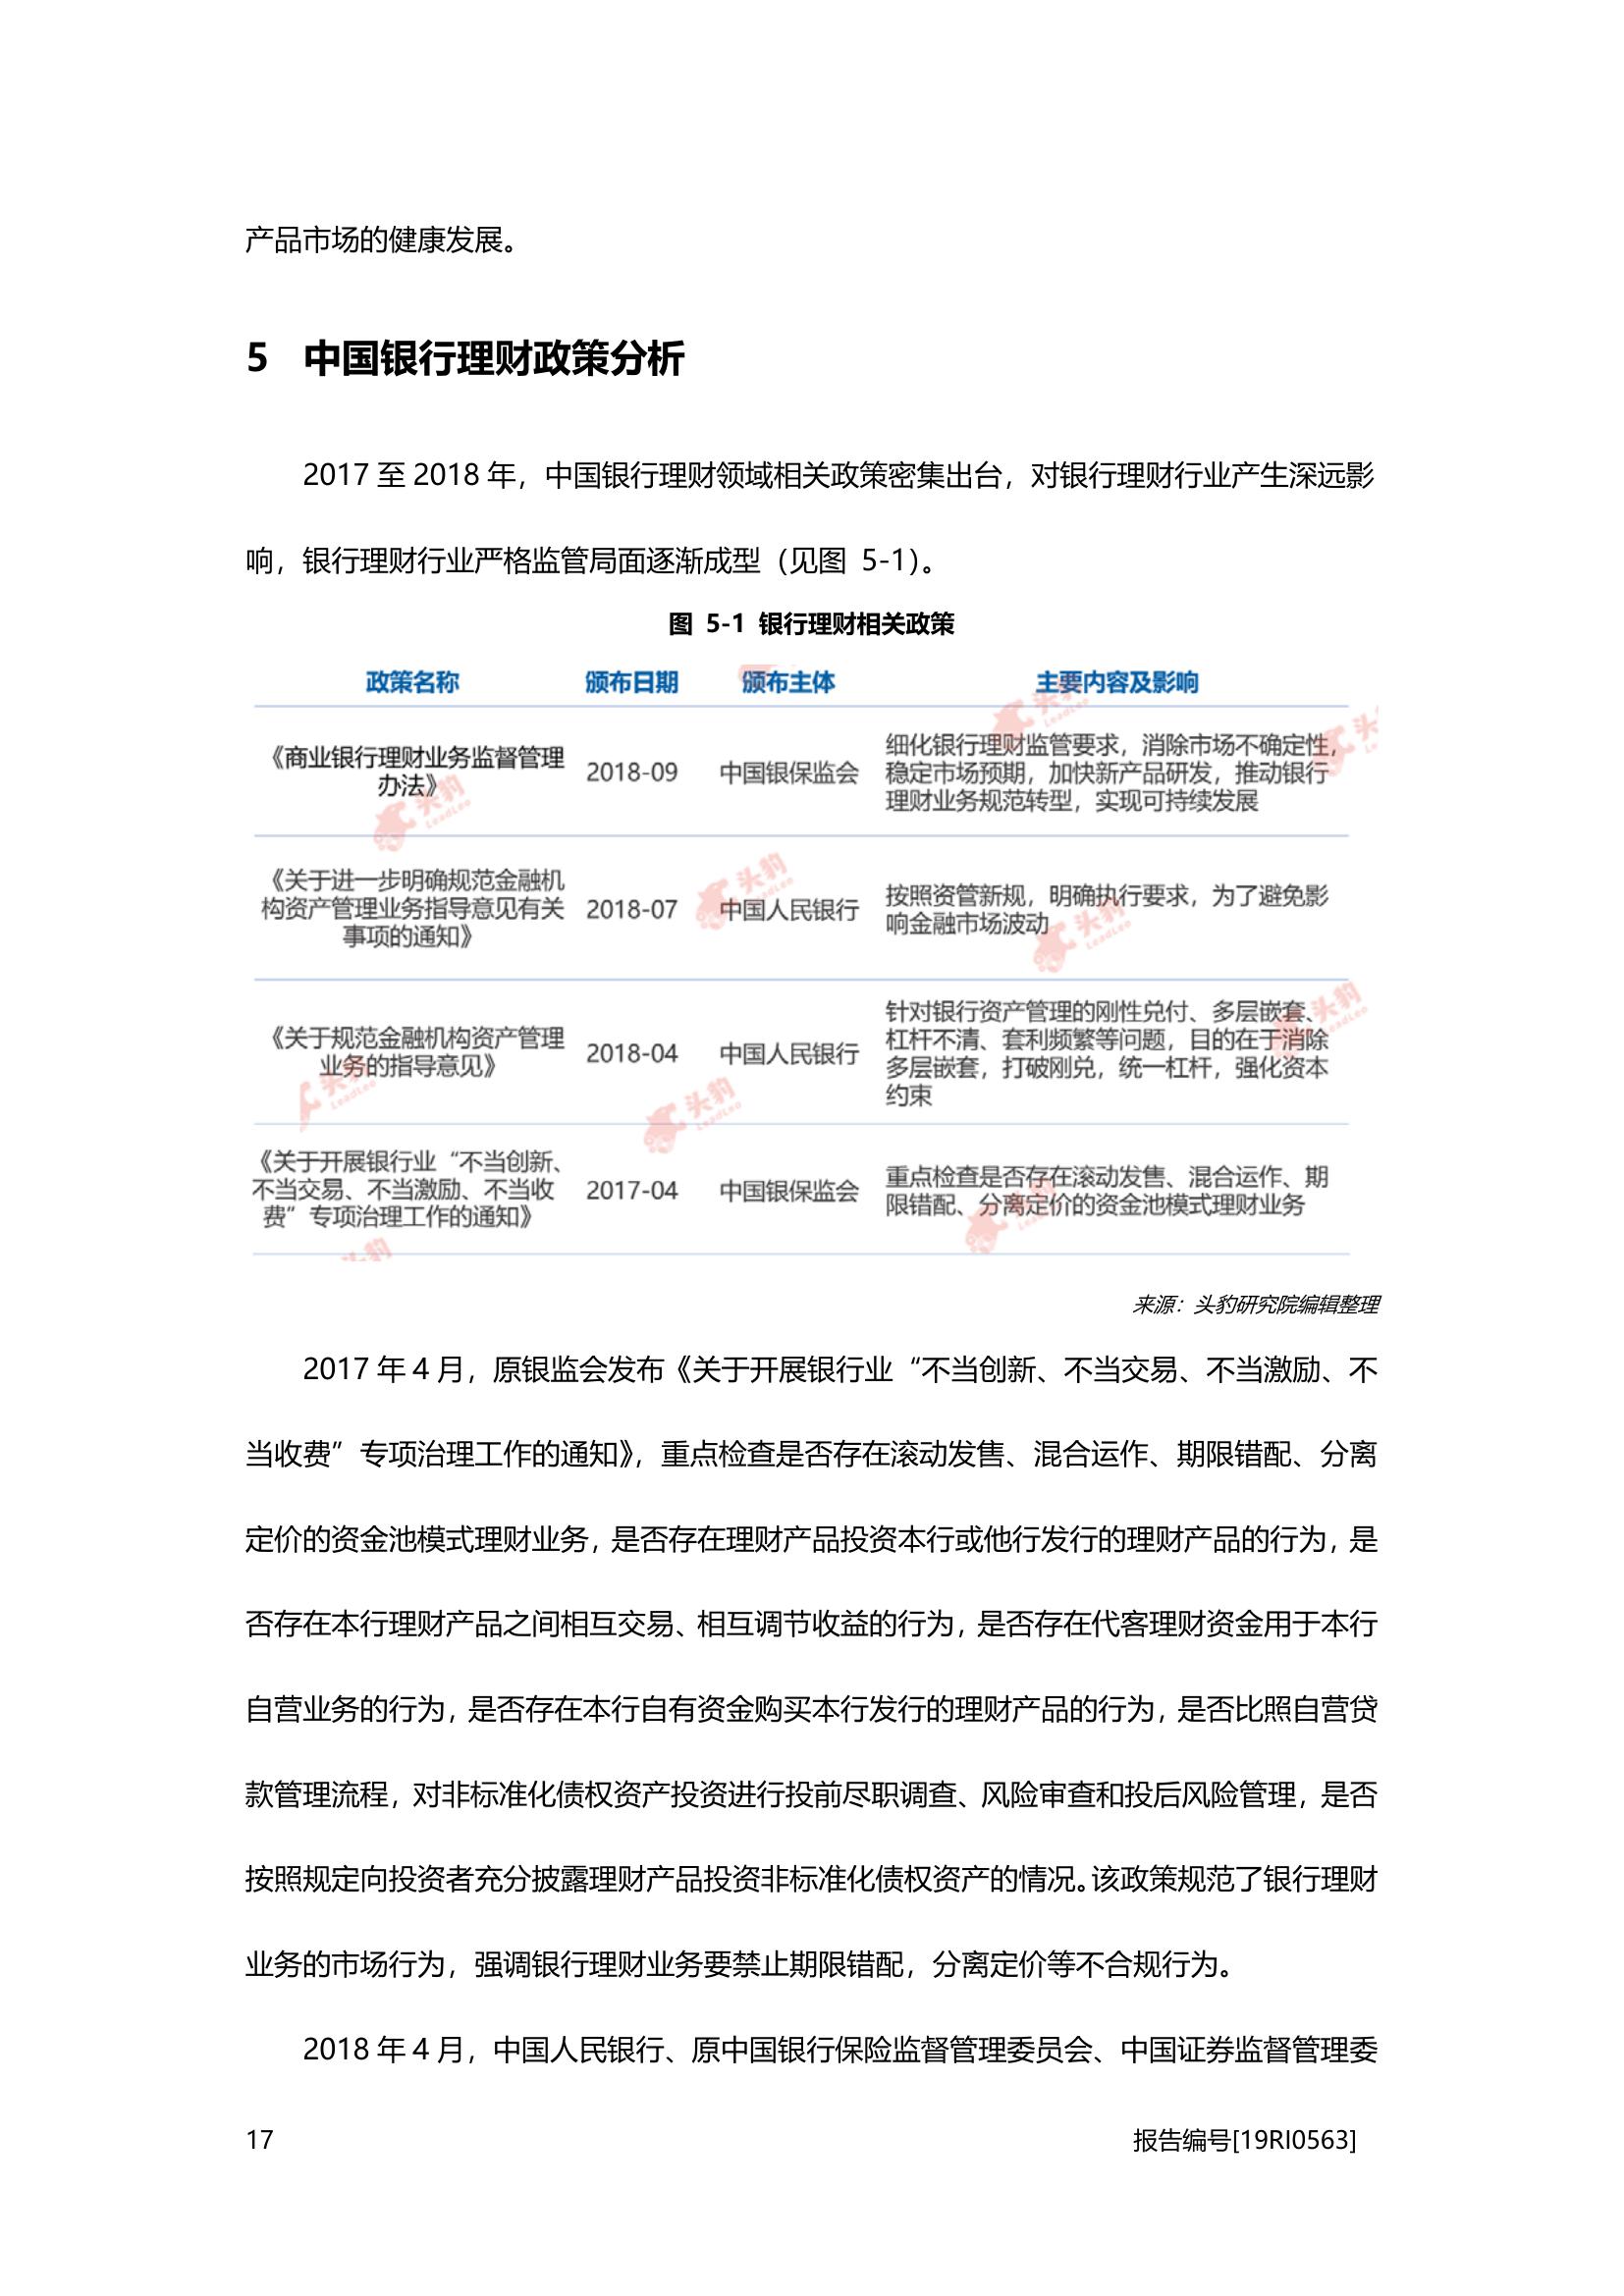 产品市场的健康发展。
5 中国银行理财政策分析
2017 至 2018 年，中国银行理财领域相关政策密集出台，对银行理财行业产生深远影
响，银行理财行业严格监管局面逐渐成型（见图 5-1）。
图 5-1 银行理财相关政策
政策名称 颁布日期 颁布主体 主要内容及影响
《商业银行理财业务监督管理
办法》
2018-09
中国银保监会
细化银行理财监管要求，消除市场不确定性，
稳定市场预期，加快新产品研发，推动银行
理财业务规范转型，实现可持续发展
《关于进一步明确规范金融机
构资产管理业务指导意见有关
事项的通知》
2018-07
中国人民银行
按照资管新规，明确执行要求，为了避免影
响金融市场波动
《关于规范金融机构资产管理
业务的指导意见》
2018-04
中国人民银行
针对银行资产管理的刚性兑付、多层嵌套、
杠杆不清、套利频繁等问题，目的在于消除
多层嵌套，打破刚兑，统一杠杆，强化资本
约束
《关于开展银行业“不当创新、
不当交易、不当激励、不当收
费”专项治理工作的通知》
2017-04
中国银保监会
重点检查是否存在滚动发售、混合运作、期
限错配、分离定价的资金池模式理财业务
来源：头豹研究院编辑整理
2017 年 4 月，原银监会发布《关于开展银行业“不当创新、不当交易、不当激励、不
当收费”专项治理工作的通知》，重点检查是否存在滚动发售、混合运作、期限错配、分离
定价的资金池模式理财业务，是否存在理财产品投资本行或他行发行的理财产品的行为，是
否存在本行理财产品之间相互交易、相互调节收益的行为，是否存在代客理财资金用于本行
自营业务的行为，是否存在本行自有资金购买本行发行的理财产品的行为，是否比照自营贷
款管理流程，对非标准化债权资产投资进行投前尽职调查、风险审查和投后风险管理，是否
按照规定向投资者充分披露理财产品投资非标准化债权资产的情况。该政策规范了银行理财
业务的市场行为，强调银行理财业务要禁止期限错配，分离定价等不合规行为。
2018 年 4 月，中国人民银行、原中国银行保险监督管理委员会、中国证券监督管理委
17 报告编号[19RI0563]